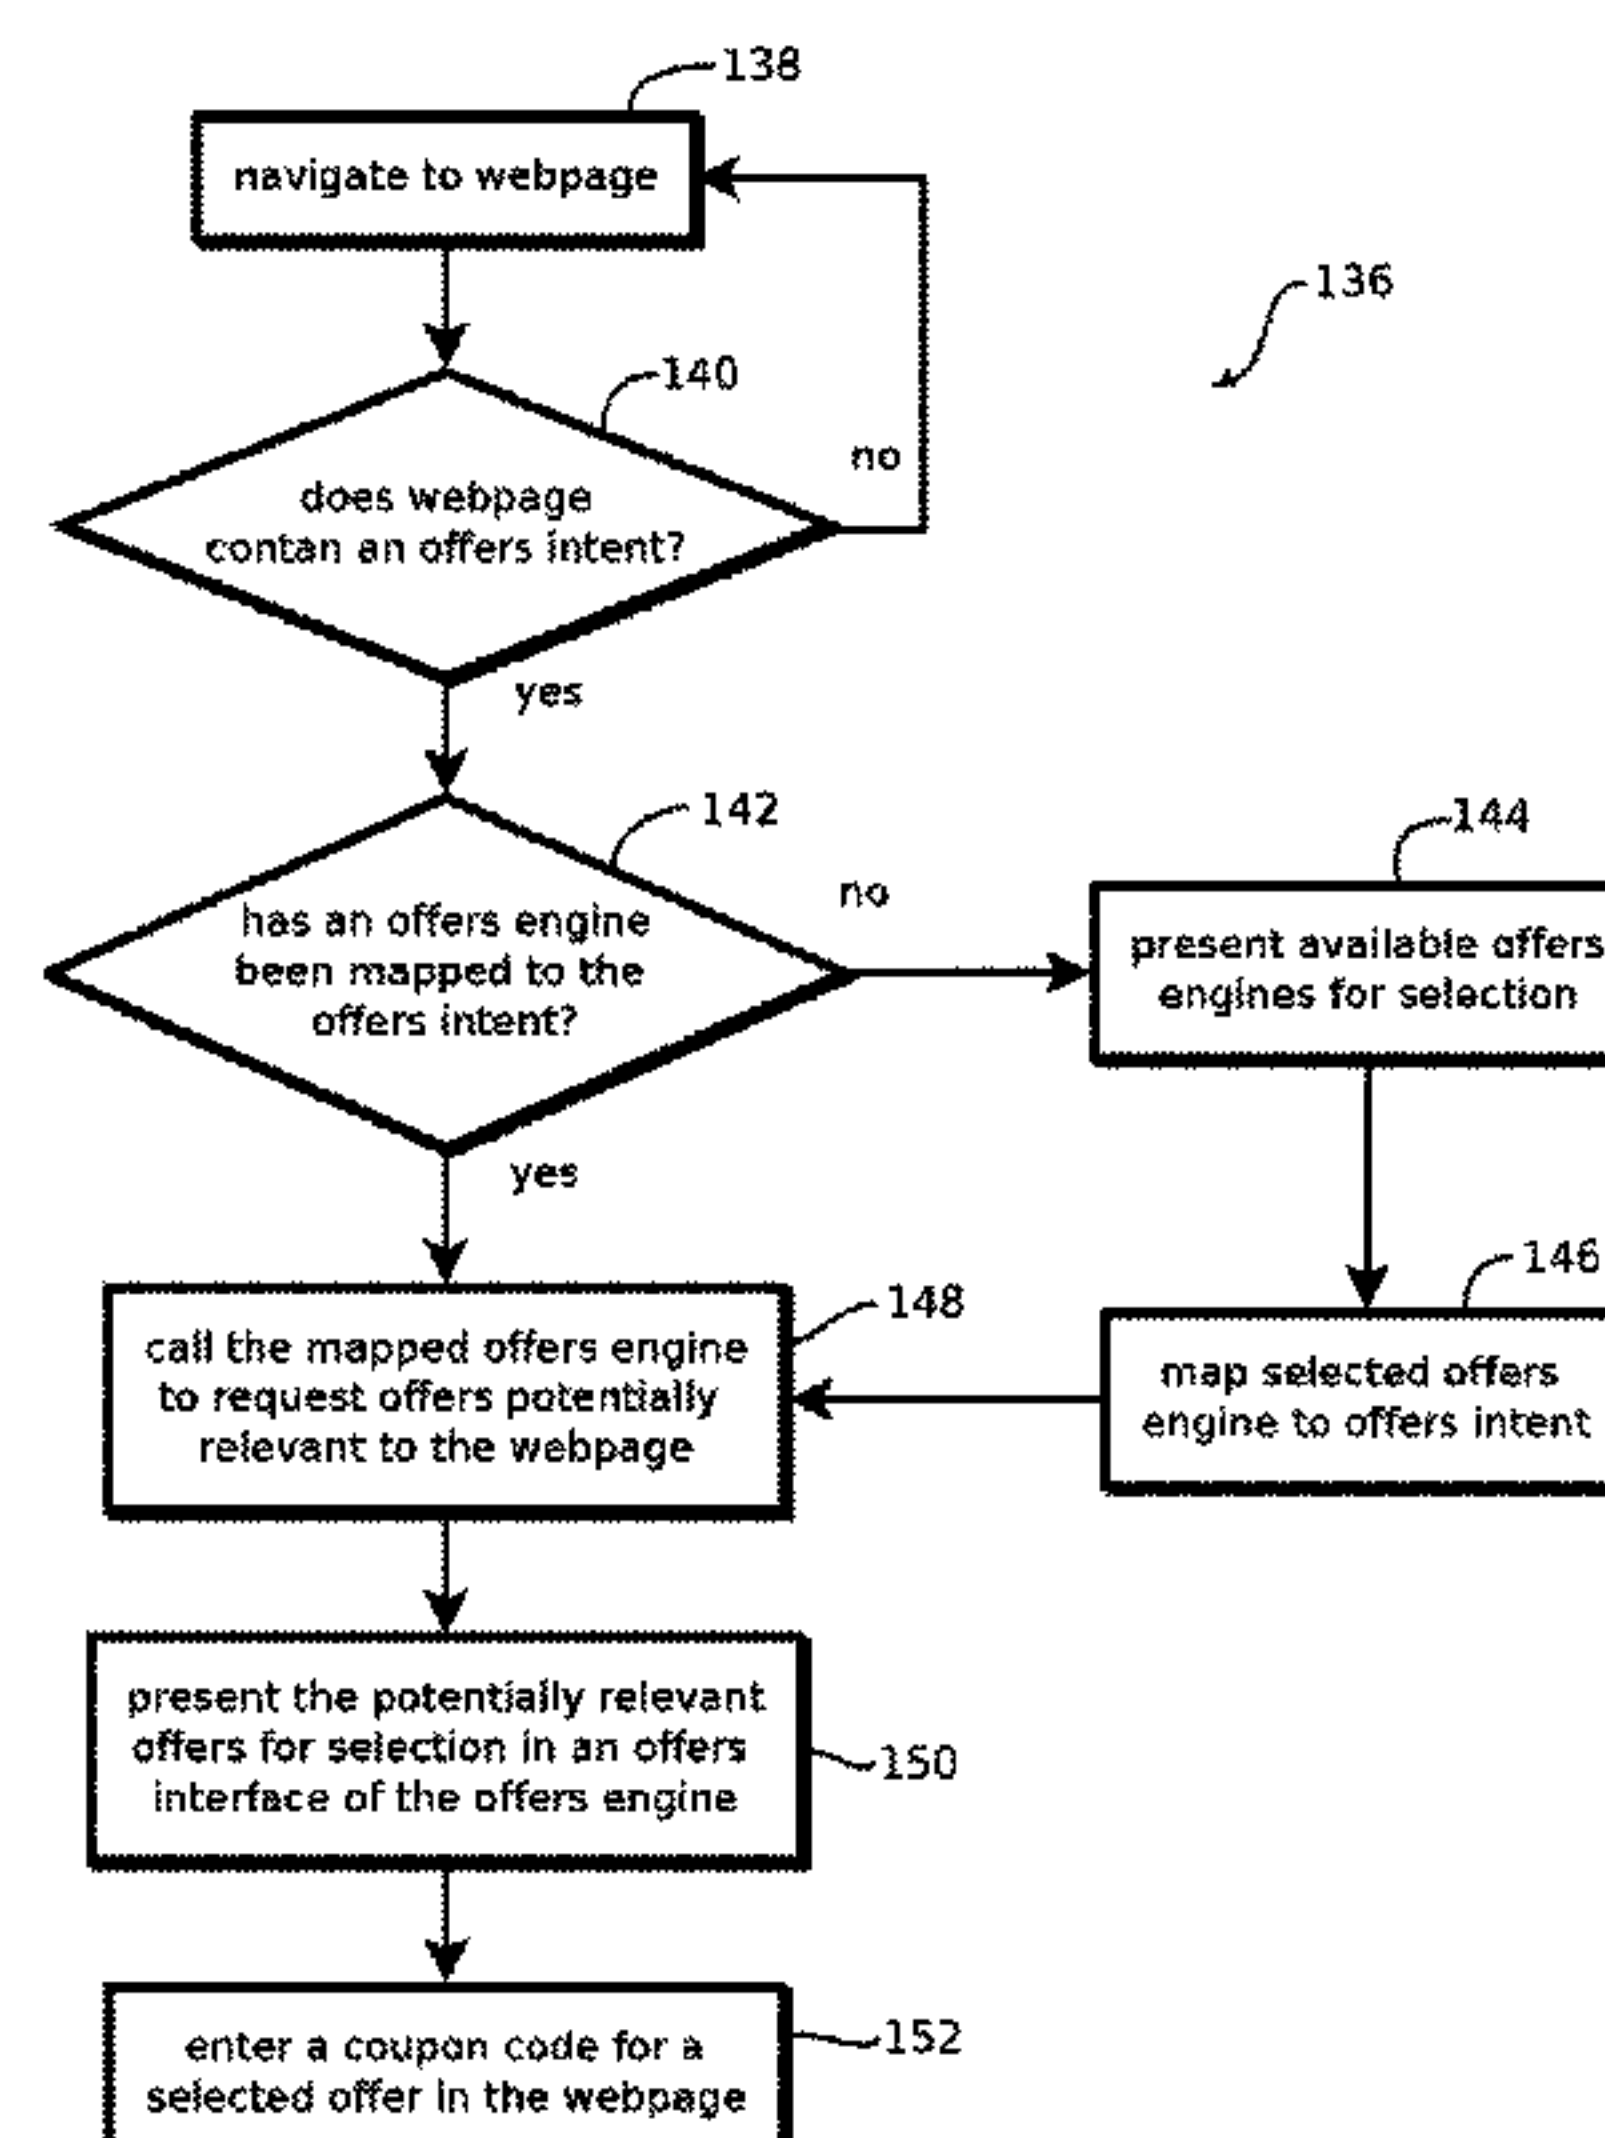 138
navigate to webpage
136
140
no
does webpage
contan an offers intent?
yes
142
144
no
has an offers engine
been mapped to the
offers intent?
present available offers
engines for selection
yes
146
148
call the mapped offers engine
to request offers potentially
relevant to the webpage
map selected offers
engine to offers intent
present the potentially relevant
offers for selection in an offers
interface of the offers engine
150
152
enter a coupon code for a
selected offer in the webpage